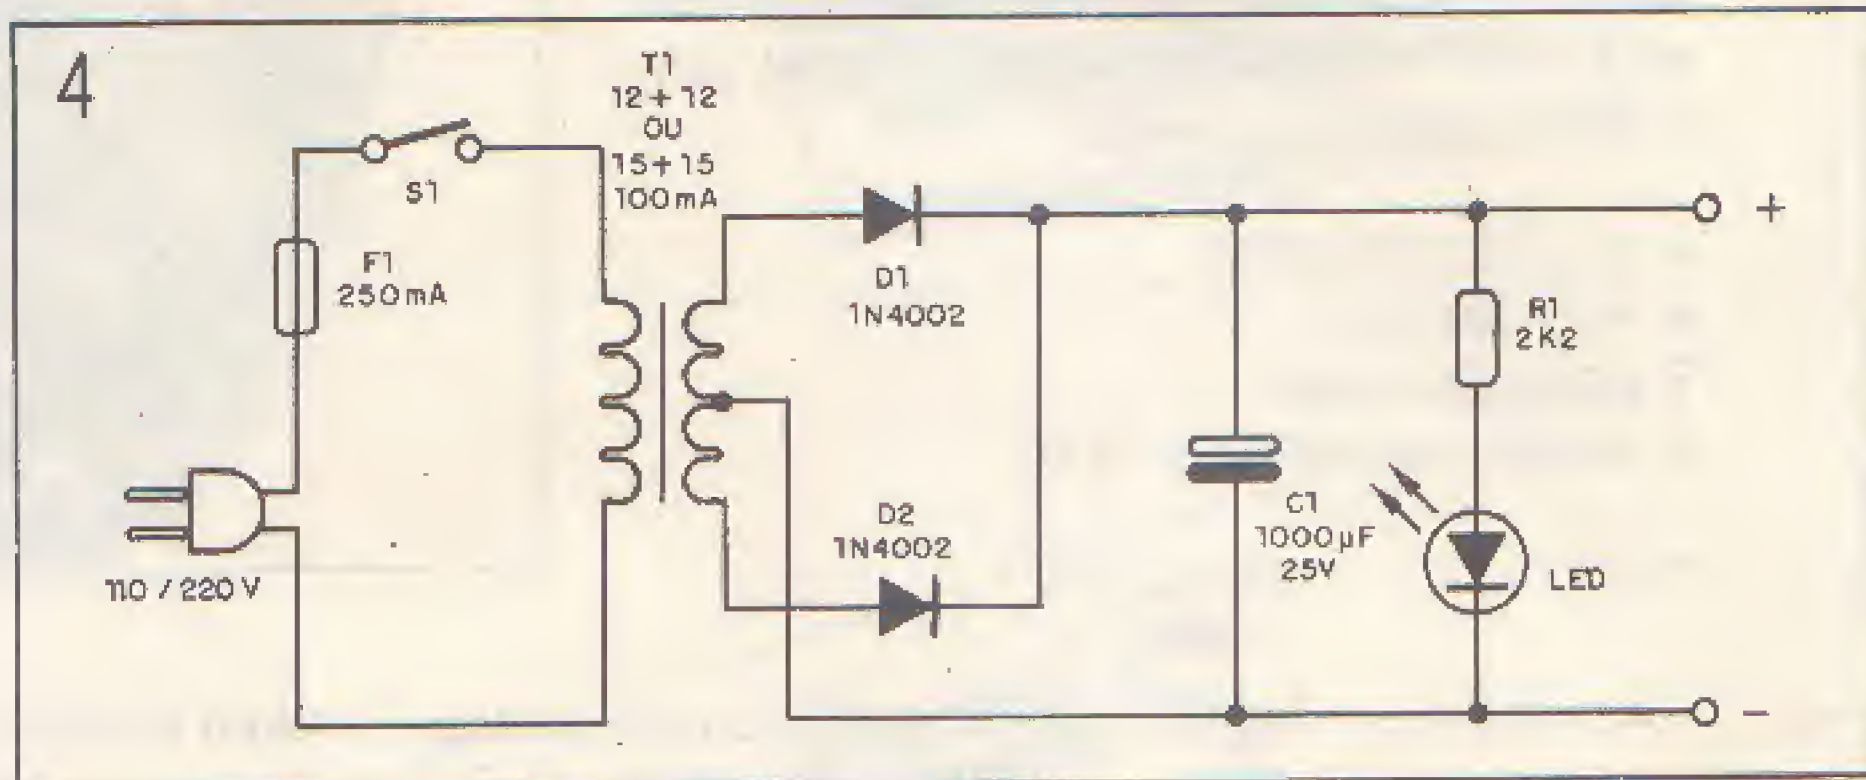 4
T1
12 + 12
OU
15 + 15
100mA
S1
F1
250mA
D1
1N4002
+
R1
2K2
D2
1N4002
C1
1000µF
25V
LED
110 / 220 V
-